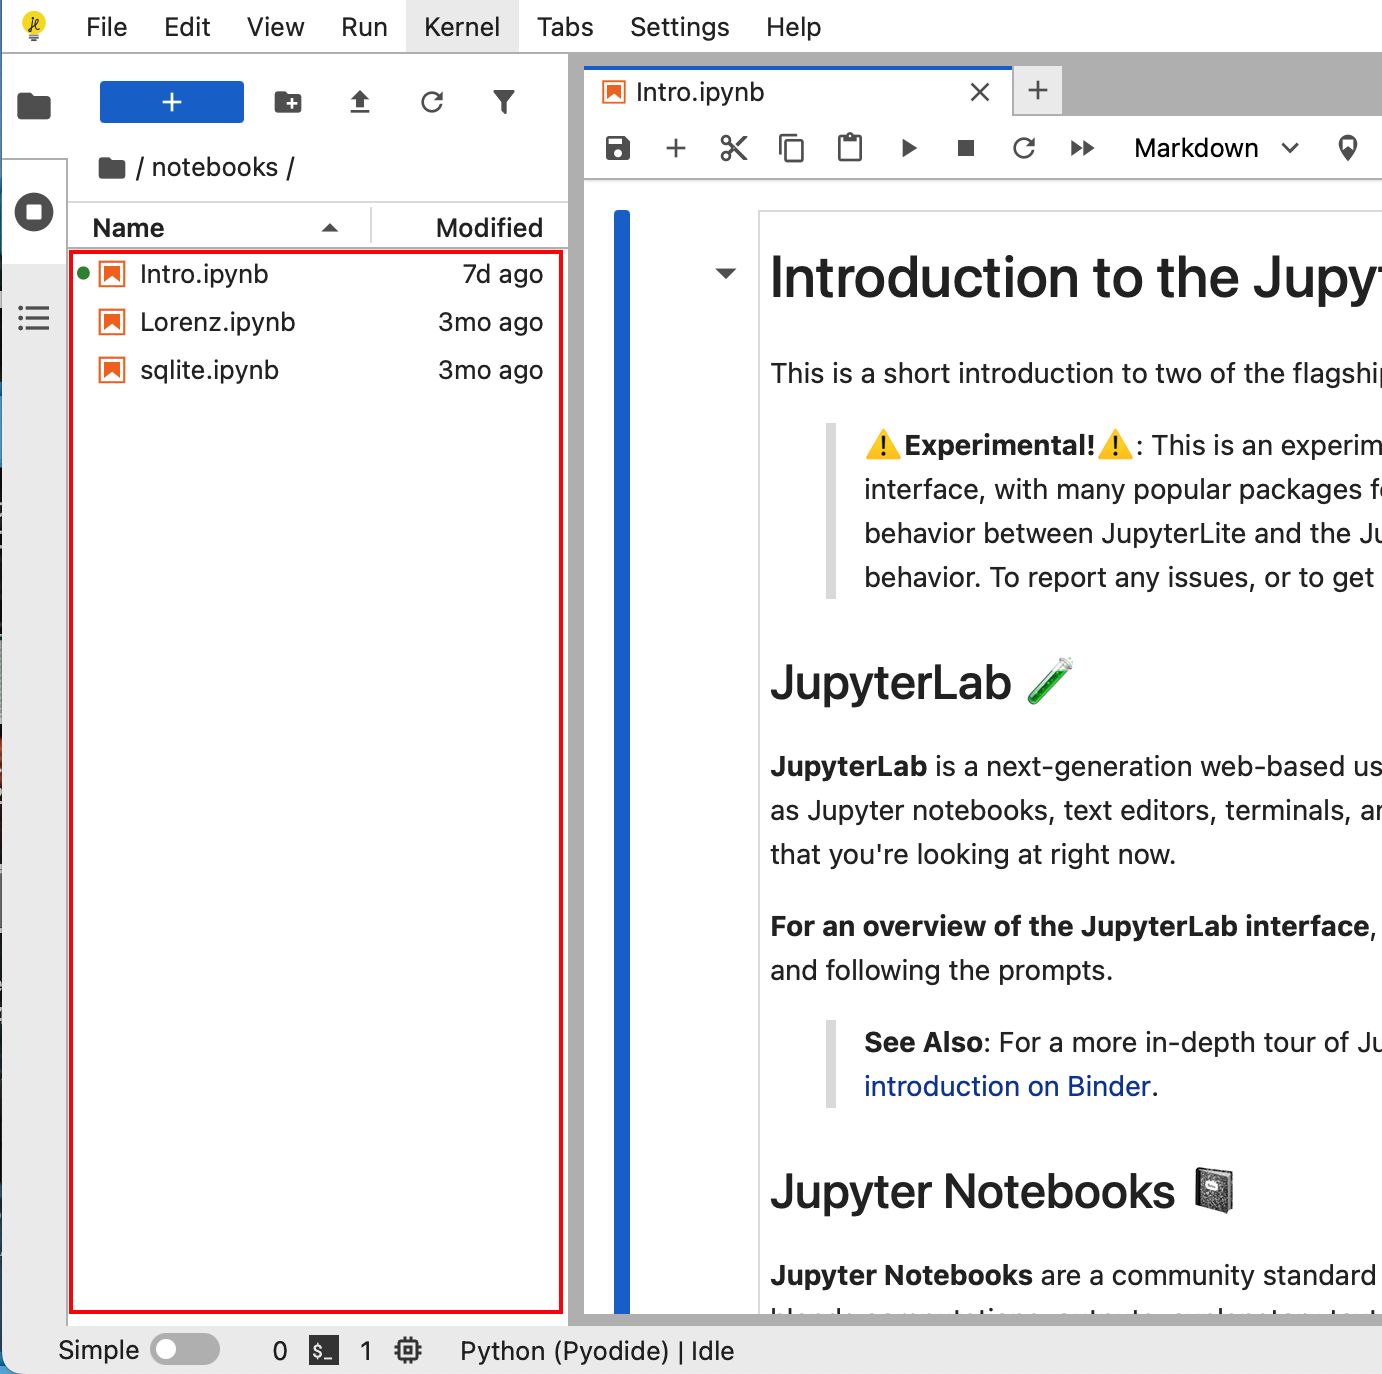 File Edit View Run Kernel Tabs Settings Help
/ notebooks /
Name Modified
Intro.ipynb 7d ago
Lorenz.ipynb 3mo ago
sqlite.ipynb 3mo ago
Intro.ipynb
Markdown
Introduction to the Jupy
This is a short introduction to two of the flagship
⚠️Experimental!⚠️: This is an experim
interface, with many popular packages f
behavior between JupyterLite and the Ju
behavior. To report any issues, or to get
JupyterLab 🧪
JupyterLab is a next-generation web-based us
as Jupyter notebooks, text editors, terminals, an
that you're looking at right now.
For an overview of the JupyterLab interface,
and following the prompts.
See Also: For a more in-depth tour of Ju
introduction on Binder.
Jupyter Notebooks 📓
Jupyter Notebooks are a community standard
Simple 0 $_ 1 Python (Pyodide) | Idle